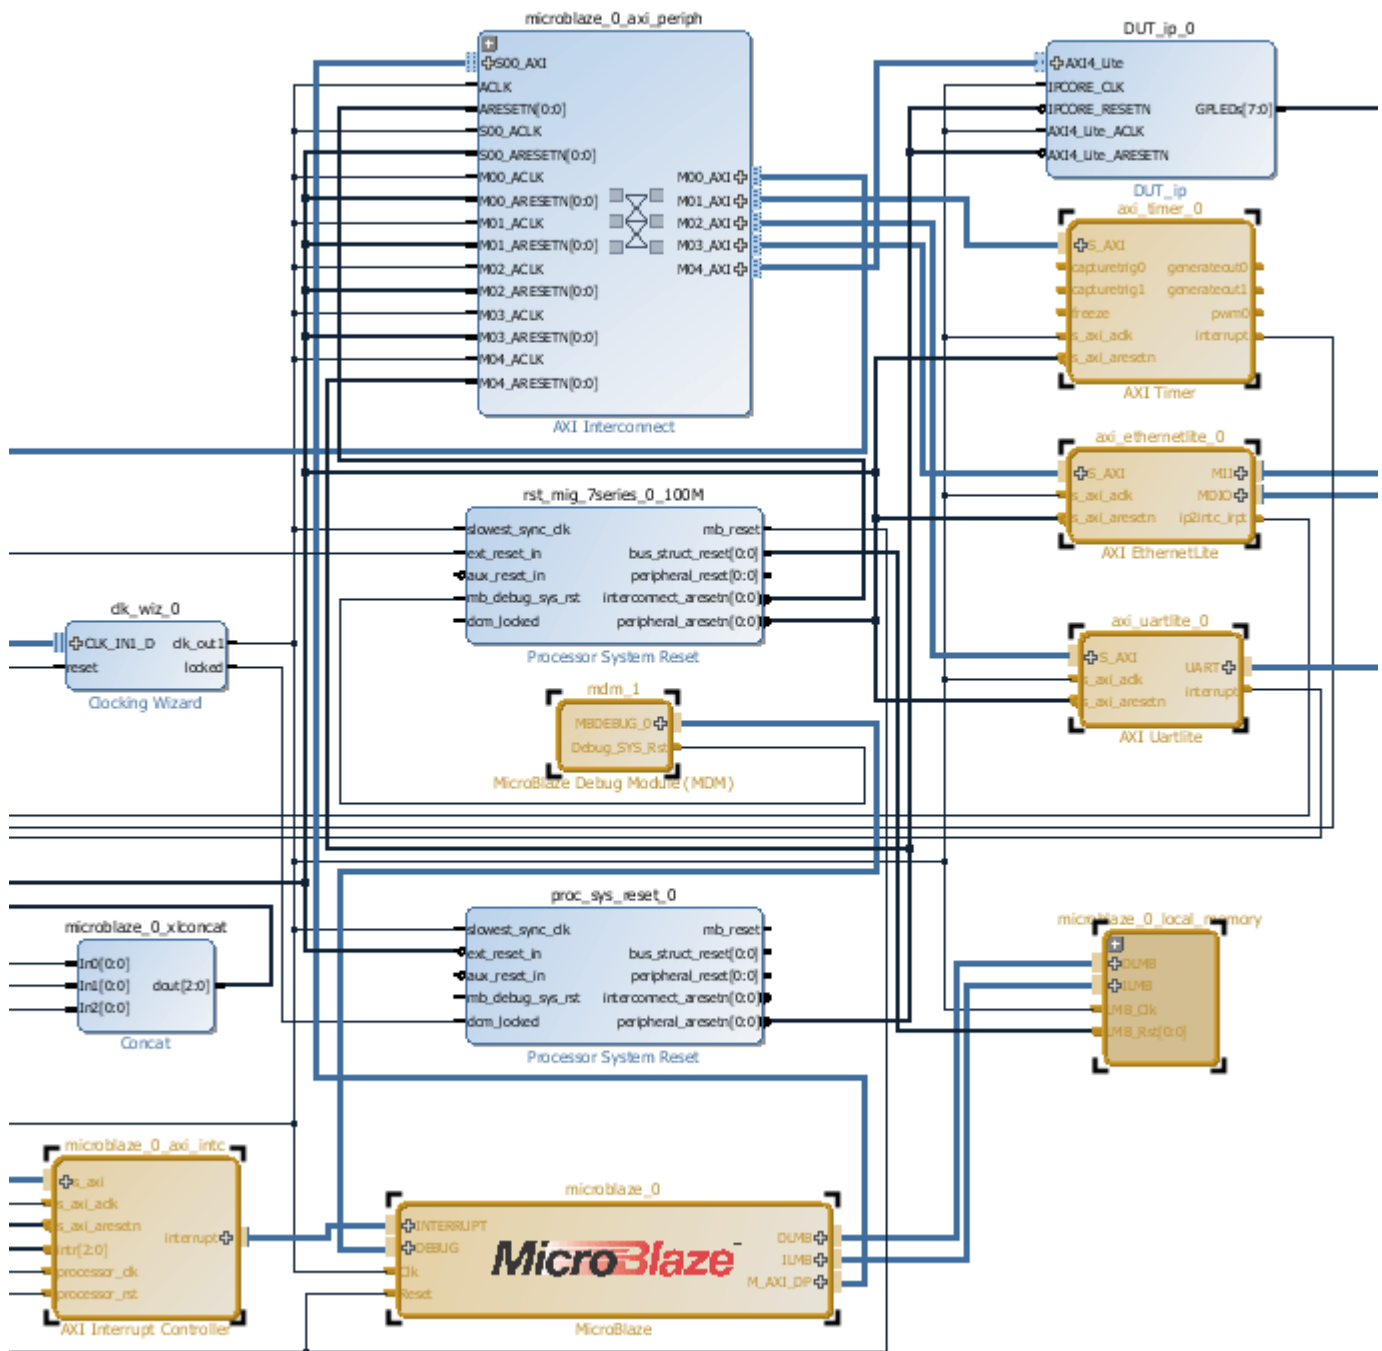 microblaze_0_axi_periph
S00_AXI
ACLK
ARESETN[0:0]
S00_ACLK
S00_ARESETN[0:0]
M00_ACLK
M00_ARESETN[0:0]
M01_ACLK
M01_ARESETN[0:0]
M02_ACLK
M02_ARESETN[0:0]
M03_ACLK
M03_ARESETN[0:0]
M04_ACLK
M04_ARESETN[0:0]
M00_AXI
M01_AXI
M02_AXI
M03_AXI
M04_AXI
AXI Interconnect
DUT_ip_0
AXI4_Lite
IPCORE_CLK
IPCORE_RESETN
AXI4_Lite_ACLK
AXI4_Lite_ARESETN
GPLEDs[7:0]
DUT_ip
axi_timer_0
S_AXI
capturetrig0
capturetrig1
freeze
s_axi_aclk
s_axi_aresetn
generateout0
generateout1
pwm0
interrupt
AXI Timer
axi_ethernetlite_0
S_AXI
s_axi_aclk
s_axi_aresetn
MII
MDIO
ip2intc_irpt
AXI EthernetLite
rst_mig_7series_0_100M
slowest_sync_clk
ext_reset_in
aux_reset_in
mb_debug_sys_rst
dcm_locked
mb_reset
bus_struct_reset[0:0]
peripheral_reset[0:0]
interconnect_aresetn[0:0]
peripheral_aresetn[0:0]
Processor System Reset
clk_wiz_0
CLK_IN1_D
reset
clk_out1
locked
Clocking Wizard
axi_uartlite_0
S_AXI
s_axi_aclk
s_axi_aresetn
UART
interrupt
AXI Uartlite
mdm_1
MBDEBUG_0
Debug_SYS_Rst
MicroBlaze Debug Module (MDM)
proc_sys_reset_0
slowest_sync_clk
ext_reset_in
aux_reset_in
mb_debug_sys_rst
dcm_locked
mb_reset
bus_struct_reset[0:0]
peripheral_reset[0:0]
interconnect_aresetn[0:0]
peripheral_aresetn[0:0]
Processor System Reset
microblaze_0_xlconcat
In0[0:0]
In1[0:0]
In2[0:0]
dout[2:0]
Concat
microblaze_0_local_memory
DLMB
ILMB
LMB_Clk
LMB_Rst[0:0]
microblaze_0_axi_intc
s_axi
s_axi_aclk
s_axi_aresetn
intr[2:0]
processor_clk
processor_rst
interrupt
AXI Interrupt Controller
microblaze_0
INTERRUPT
DEBUG
Clk
Reset
MicroBlaze
DLMB
ILMB
M_AXI_DP
MicroBlaze